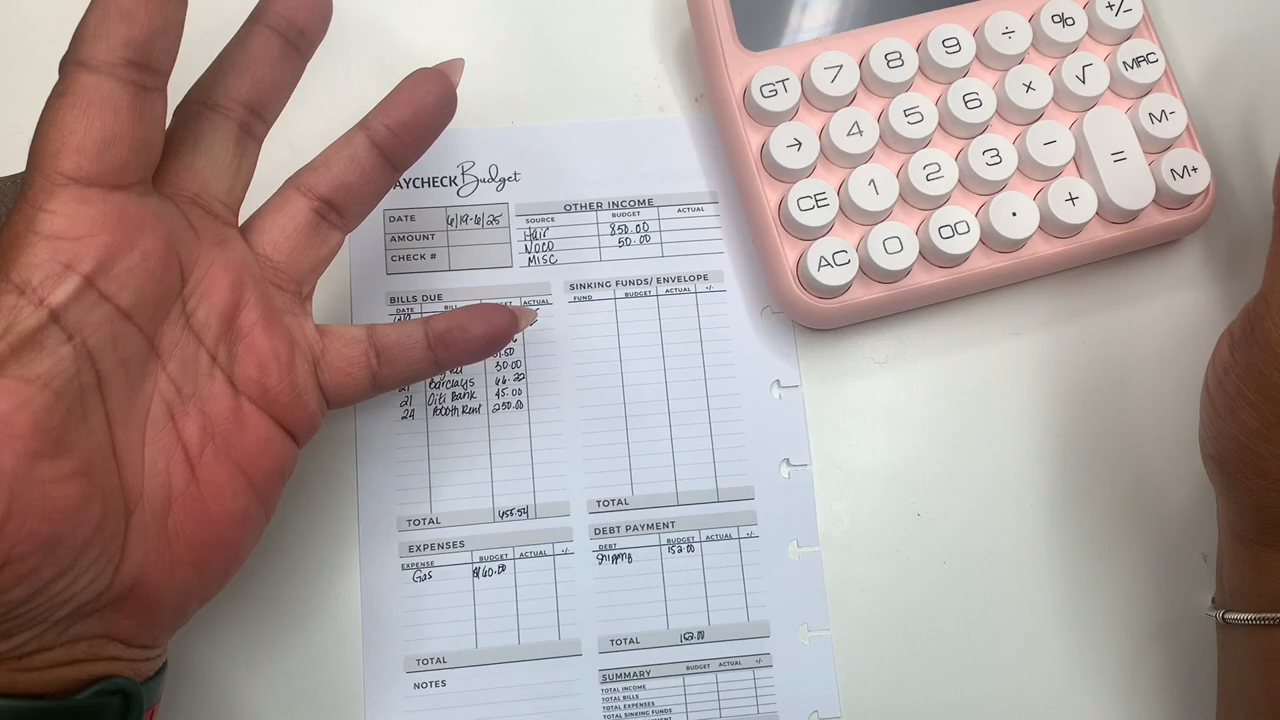 AYCHECK Budget
DATE 6/19-6/25
AMOUNT
CHECK #
OTHER INCOME
SOURCE BUDGET ACTUAL
Hair 850.00
NOCO 50.00
MISC
BILLS DUE
DATE BILL ACTUAL
30.00
21 Barclays
21 Citi Bank 45.00
24 Booth Rent 250.00
TOTAL 455.54
SINKING FUNDS/ ENVELOPE
FUND BUDGET ACTUAL +/-
TOTAL
EXPENSES
EXPENSE BUDGET ACTUAL +/-
Gas
TOTAL
NOTES
DEBT PAYMENT
DEBT BUDGET ACTUAL +/-
Shipping 152.00
TOTAL 152.00
SUMMARY BUDGET ACTUAL +/-
TOTAL INCOME
TOTAL BILLS
TOTAL EXPENSES
TOTAL SINKING FUNDS
GT 7 8 9 ÷ % +/-
→ 4 5 6 × √ MRC
CE 1 2 3 − = M-
AC 0 00 . + M+